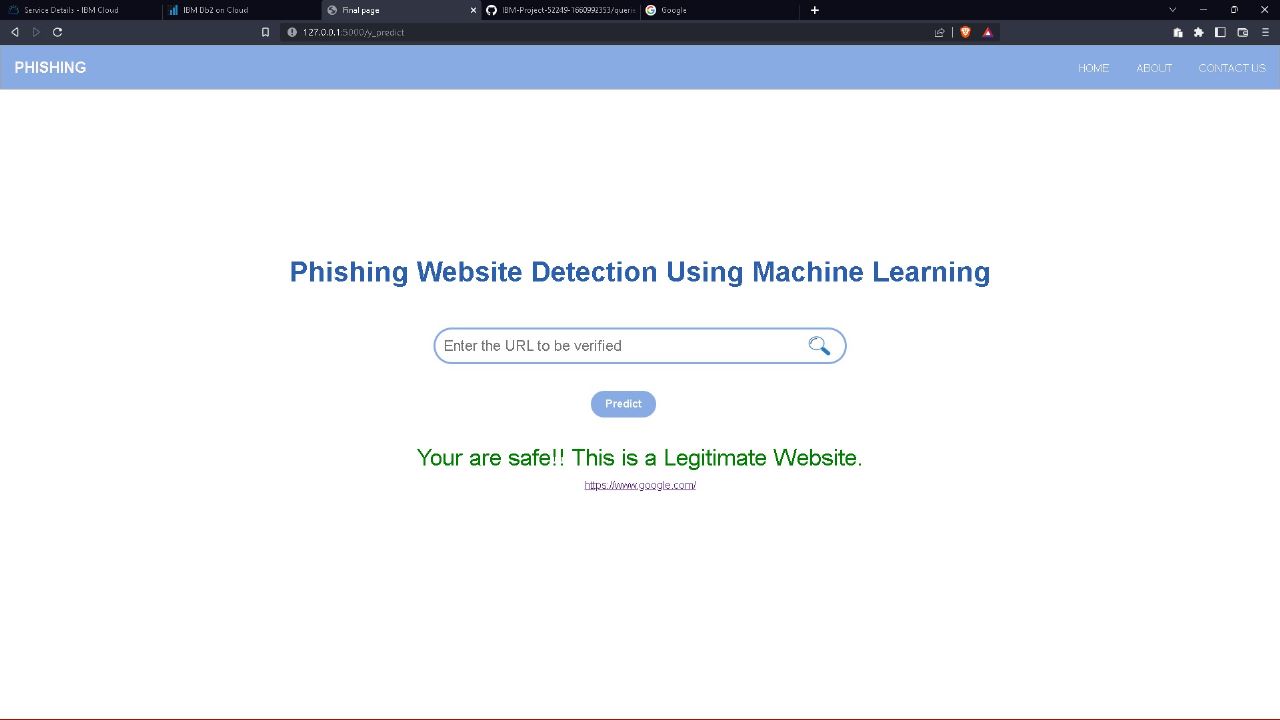 Service Details - IBM Cloud
IBM Db2 on Cloud
Final page
IBM-Project-52249-1660992353/queri
Google
127.0.0.1:5000/y_predict
PHISHING
HOME
ABOUT
CONTACT US
Phishing Website Detection Using Machine Learning
Enter the URL to be verified
Predict
Your are safe!! This is a Legitimate Website.
https://www.google.com/